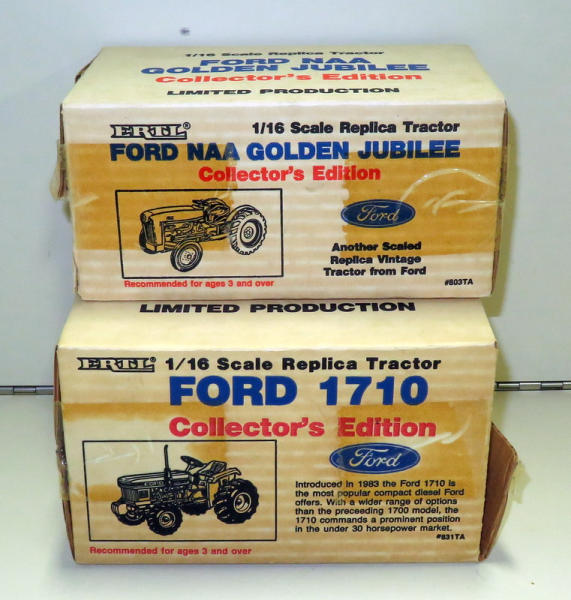 1/16 Scale Replica Tractor
FORD NAA
GOLDEN JUBILEE
Collector's Edition
LIMITED PRODUCTION
ERTL® 1/16 Scale Replica Tractor
FORD NAA GOLDEN JUBILEE
Collector's Edition
Ford
Another Scaled
Replica Vintage
Tractor from Ford
Recommended for ages 3 and over
#803TA
LIMITED PRODUCTION
ERTL® 1/16 Scale Replica Tractor
FORD 1710
Collector's Edition
Ford
Introduced in 1983 the Ford 1710 is
the most popular compact diesel Ford
offers. With a wider range of options
than the preceeding 1700 model, the
1710 commands a prominent position
in the under 30 horsepower market.
#831TA
Recommended for ages 3 and over